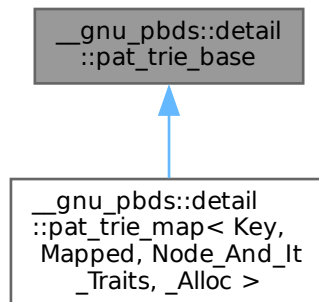 __gnu_pbds::detail
::pat_trie_base
__gnu_pbds::detail
::pat_trie_map< Key,
Mapped, Node_And_It
_Traits, _Alloc >